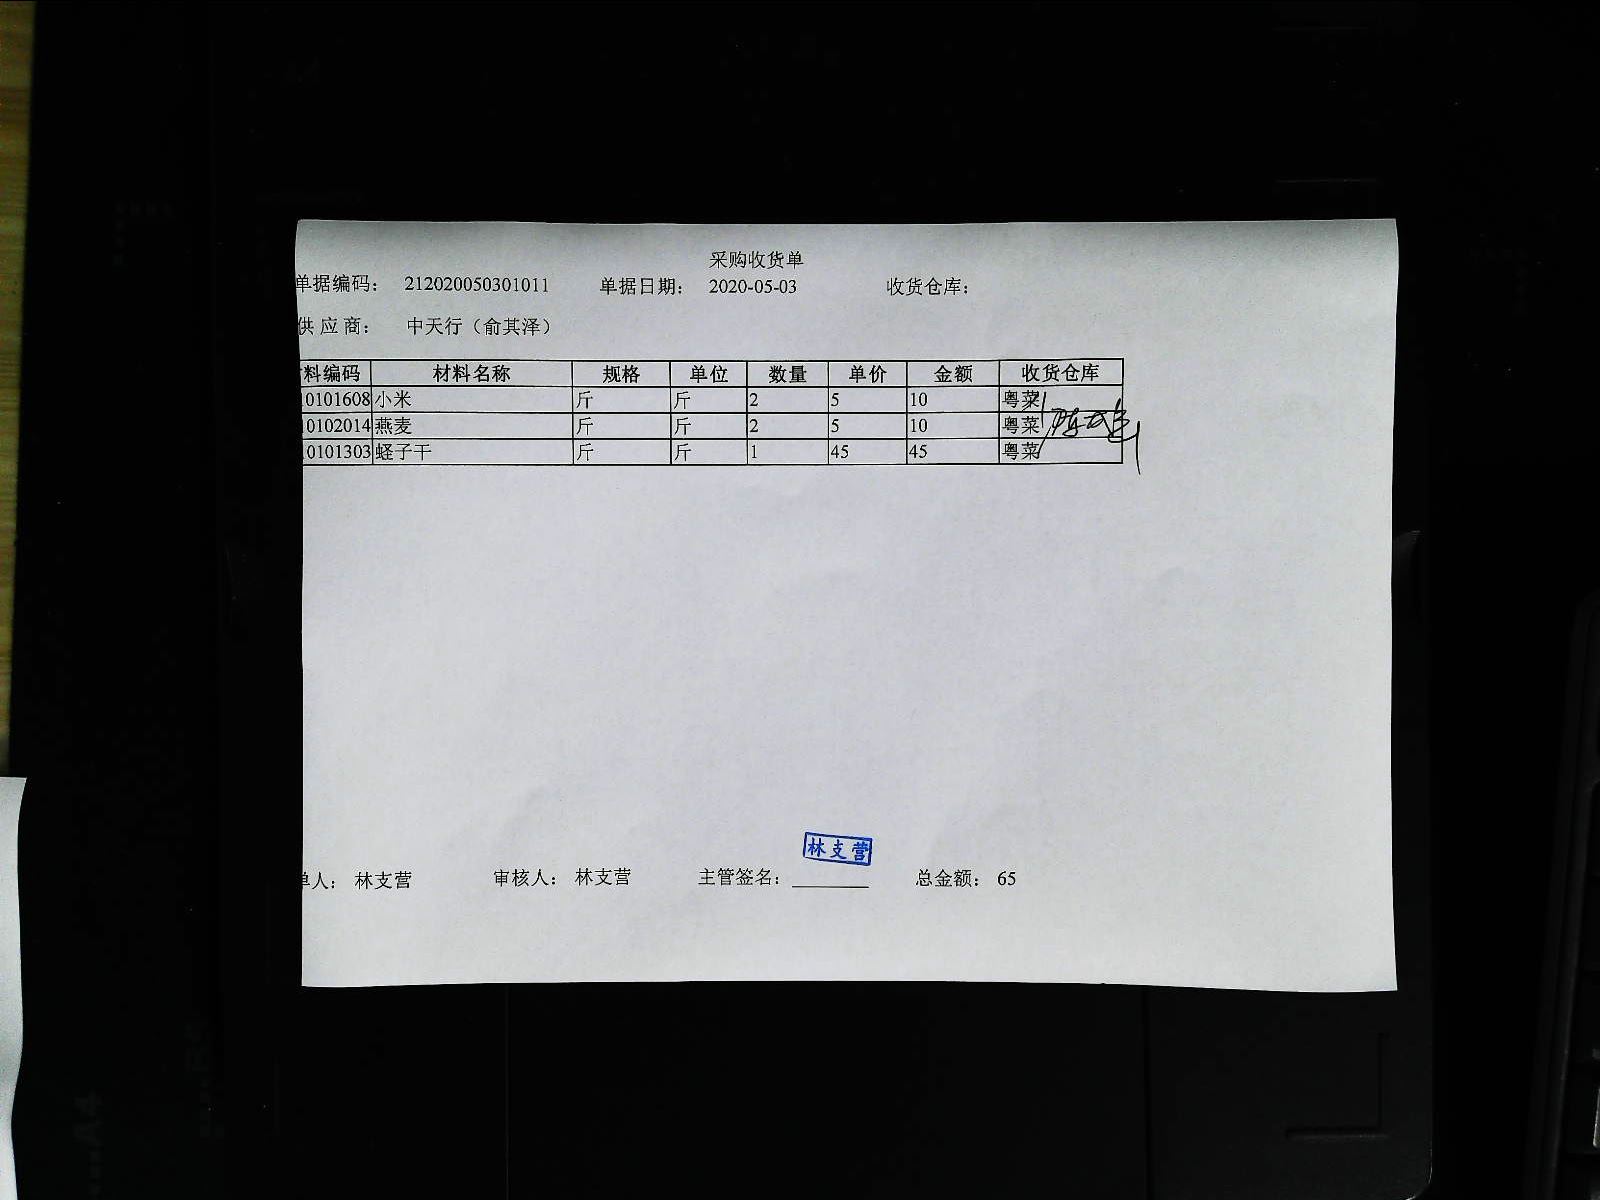 采购收货单
单据编码： 212020050301011 单据日期： 2020-05-03 收货仓库：
供 应 商： 中天行（俞其泽）
料编码 材料名称 规格 单位 数量 单价 金额 收货仓库
10101608 小米 斤 斤 2 5 10 粤菜
10102014 燕麦 斤 斤 2 5 10 粤菜
10101303 蛏子干 斤 斤 1 45 45 粤菜
林支营
单人： 林支营 审核人： 林支营 主管签名： 总金额： 65